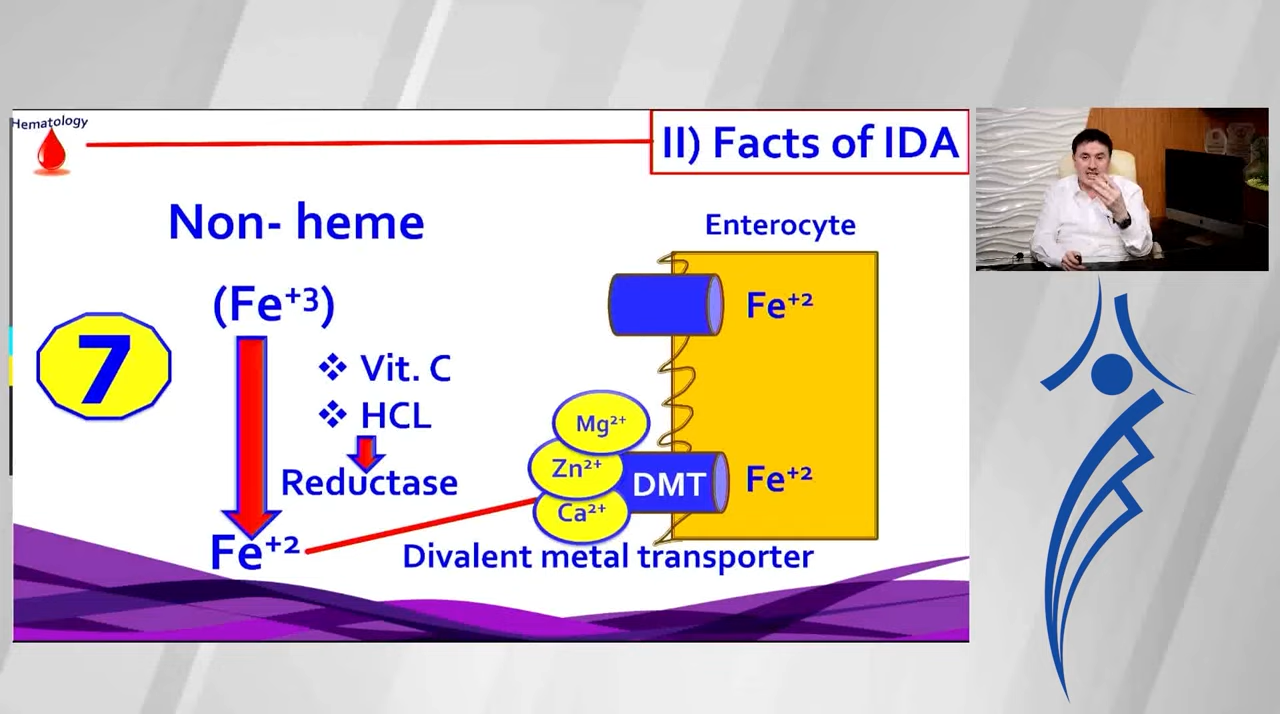 Hematology
II) Facts of IDA
Non- heme
Enterocyte
(Fe⁺³)
Fe⁺²
7
❖ Vit. C
❖ HCL
Reductase
Mg²⁺
Zn²⁺
DMT
Fe⁺²
Ca²⁺
Fe⁺²
Divalent metal transporter